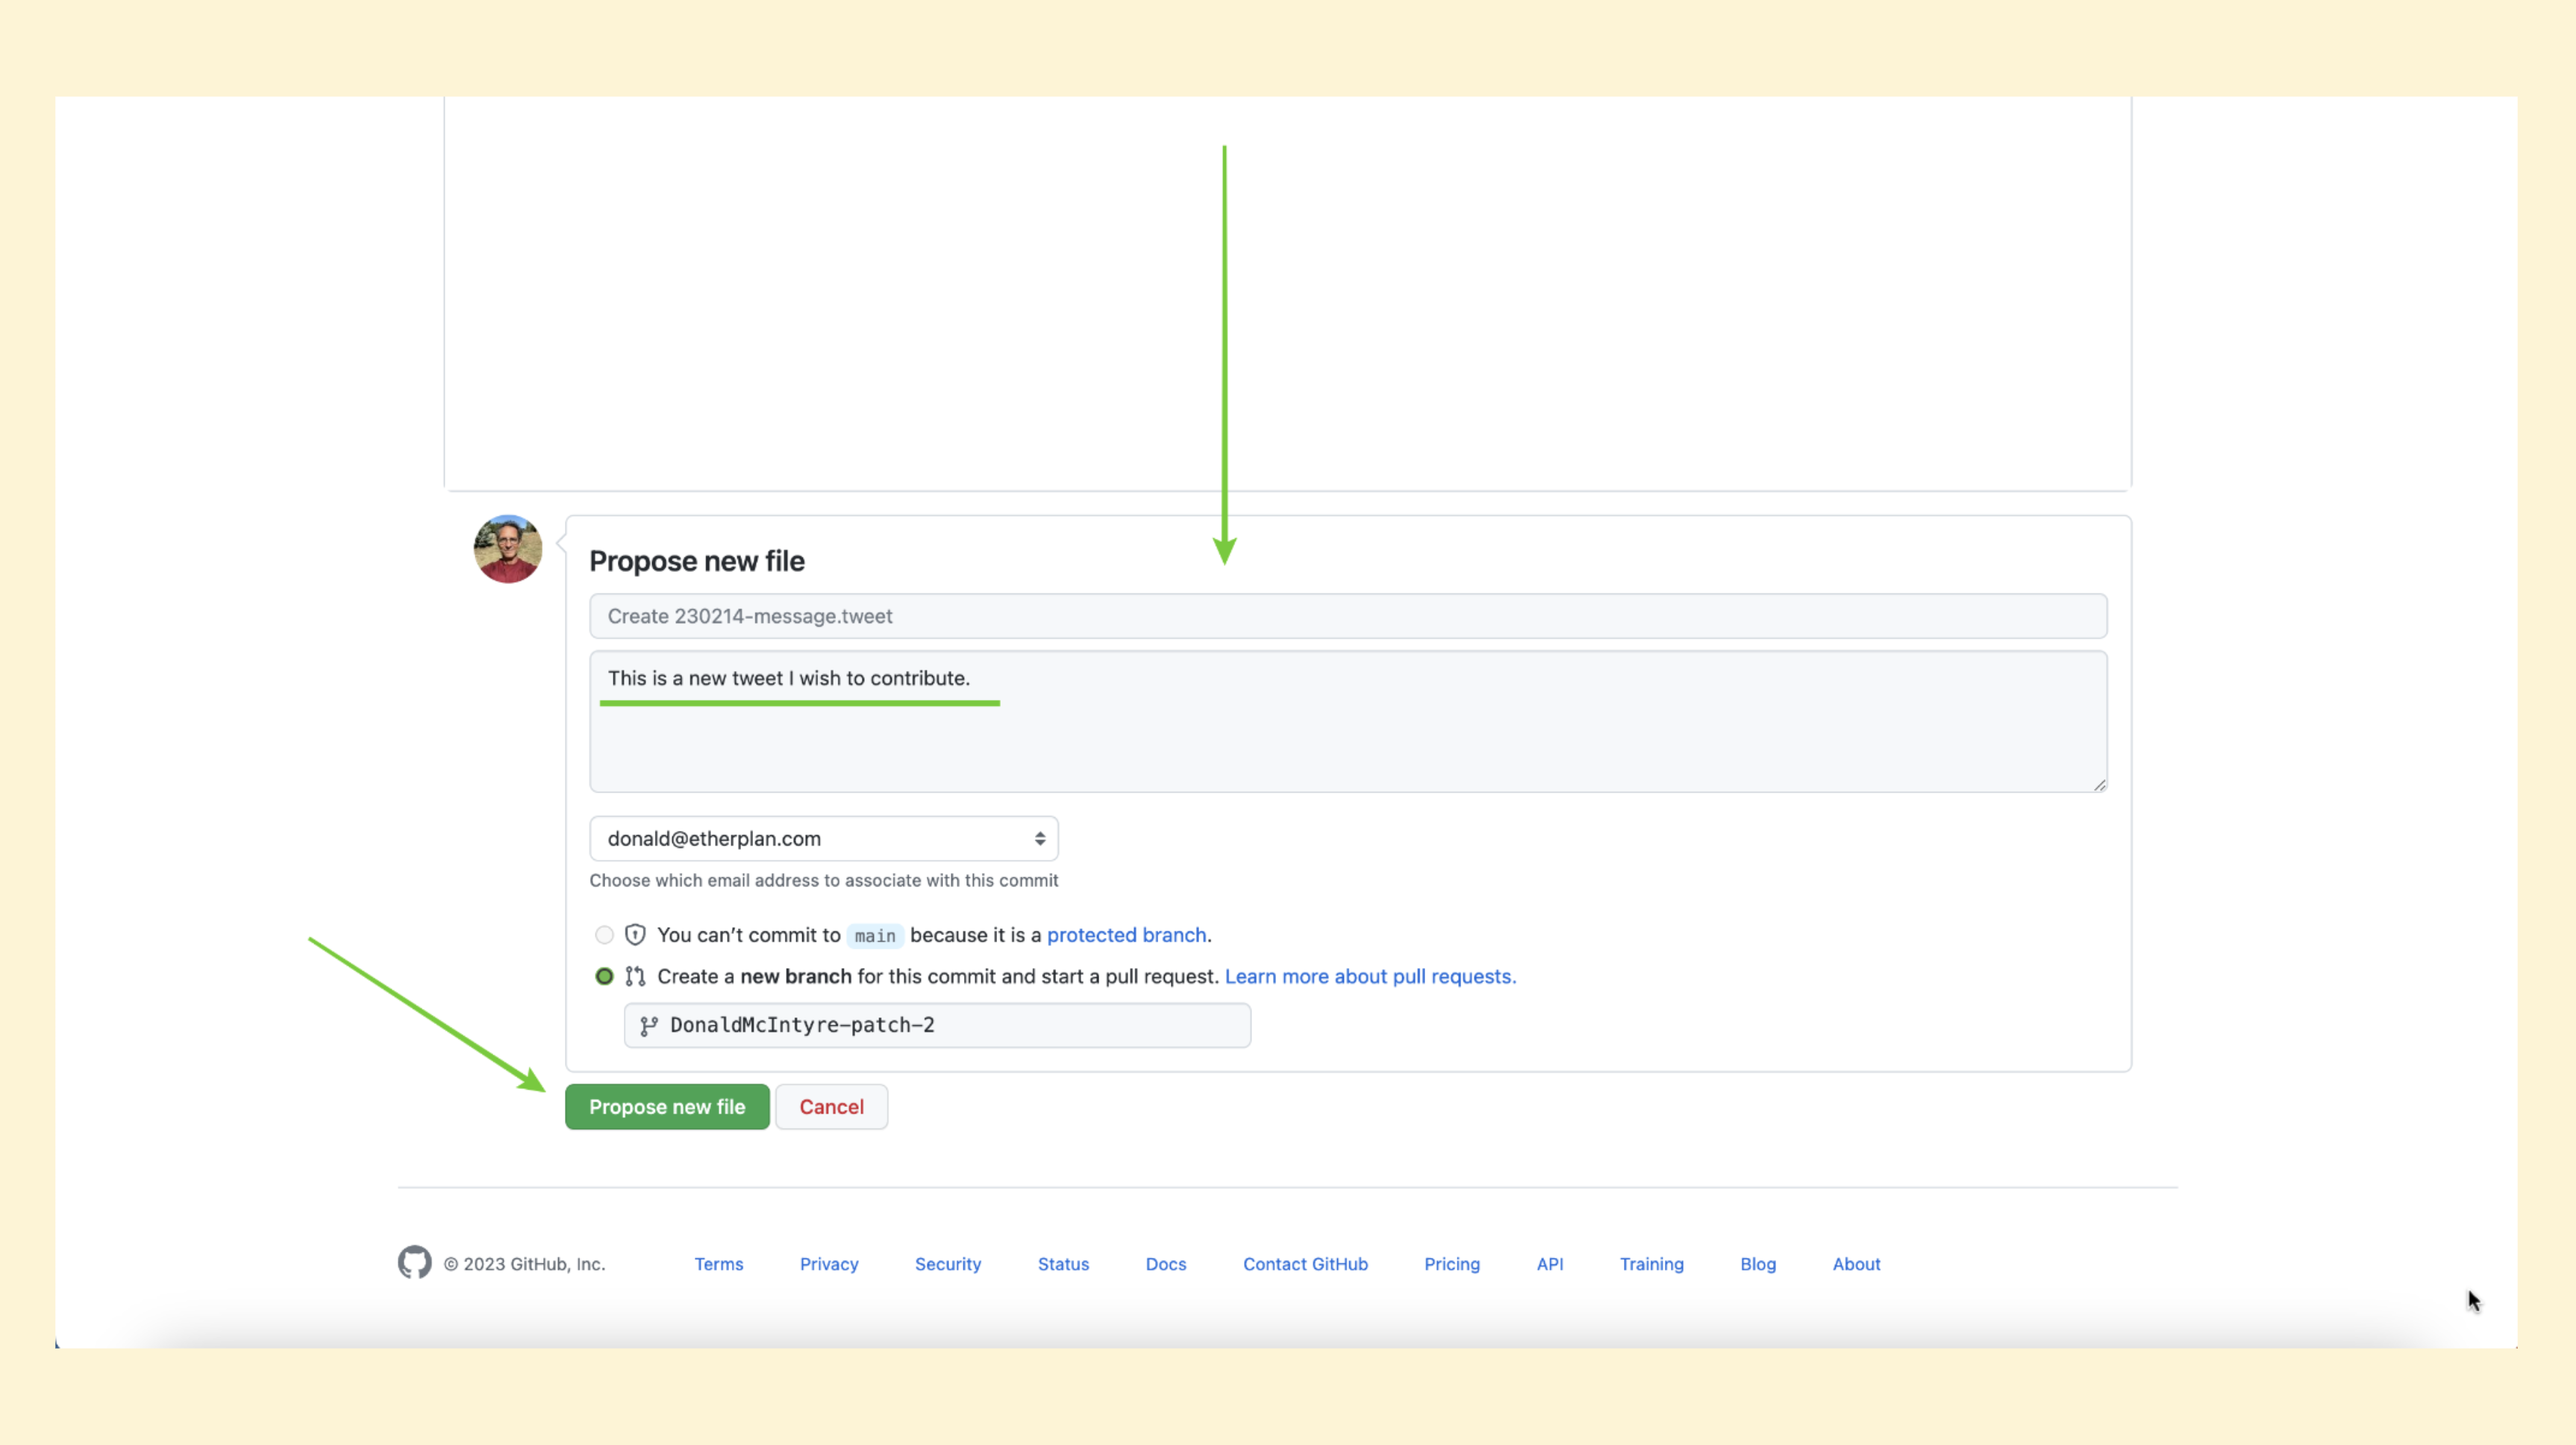 Propose new file
Create 230214-message.tweet
This is a new tweet I wish to contribute.
donald@etherplan.com
Choose which email address to associate with this commit
You can’t commit to main because it is a protected branch.
Create a new branch for this commit and start a pull request. Learn more about pull requests.
DonaldMcIntyre-patch-2
Propose new file Cancel
© 2023 GitHub, Inc. Terms Privacy Security Status Docs Contact GitHub Pricing API Training Blog About